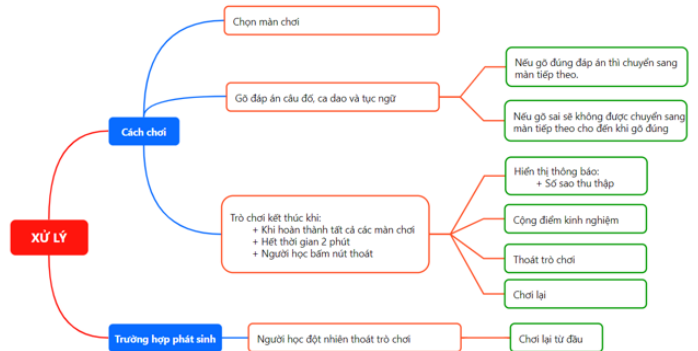 Chọn màn chơi
Nếu gõ đúng đáp án thì chuyển sang
màn tiếp theo.
Gõ đáp án câu đố, ca dao và tục ngữ
Nếu gõ sai sẽ không được chuyển sang
màn tiếp theo cho đến khi gõ đúng
Cách chơi
Hiển thị thông báo:
+ Số sao thu thập
Trò chơi kết thúc khi:
+ Khi hoàn thành tất cả các màn chơi
+ Hết thời gian 2 phút
+ Người học bấm nút thoát
Cộng điểm kinh nghiệm
XỬ LÝ
Thoát trò chơi
Chơi lại
Trường hợp phát sinh
Người học đột nhiên thoát trò chơi
Chơi lại từ đầu